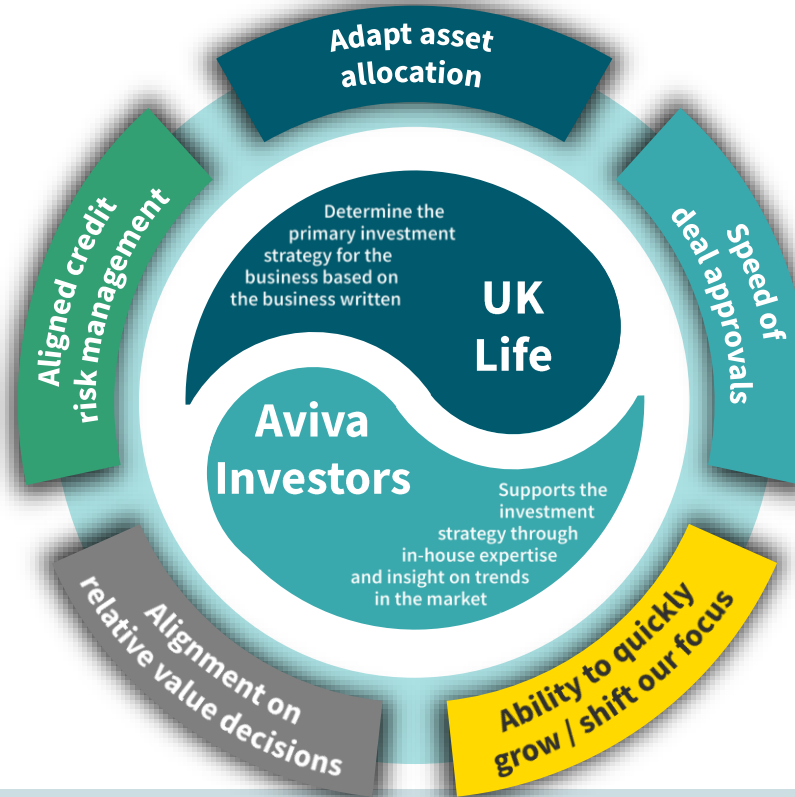 Adapt asset
allocation
Speed of
deal approvals
Ability to quickly
grow / shift our focus
Alignment on
relative value decisions
Aligned credit
risk management
Determine the
primary investment
strategy for the
business based on
the business written
UK
Life
Aviva
Investors
Supports the
investment
strategy through
in-house expertise
and insight on trends
in the market